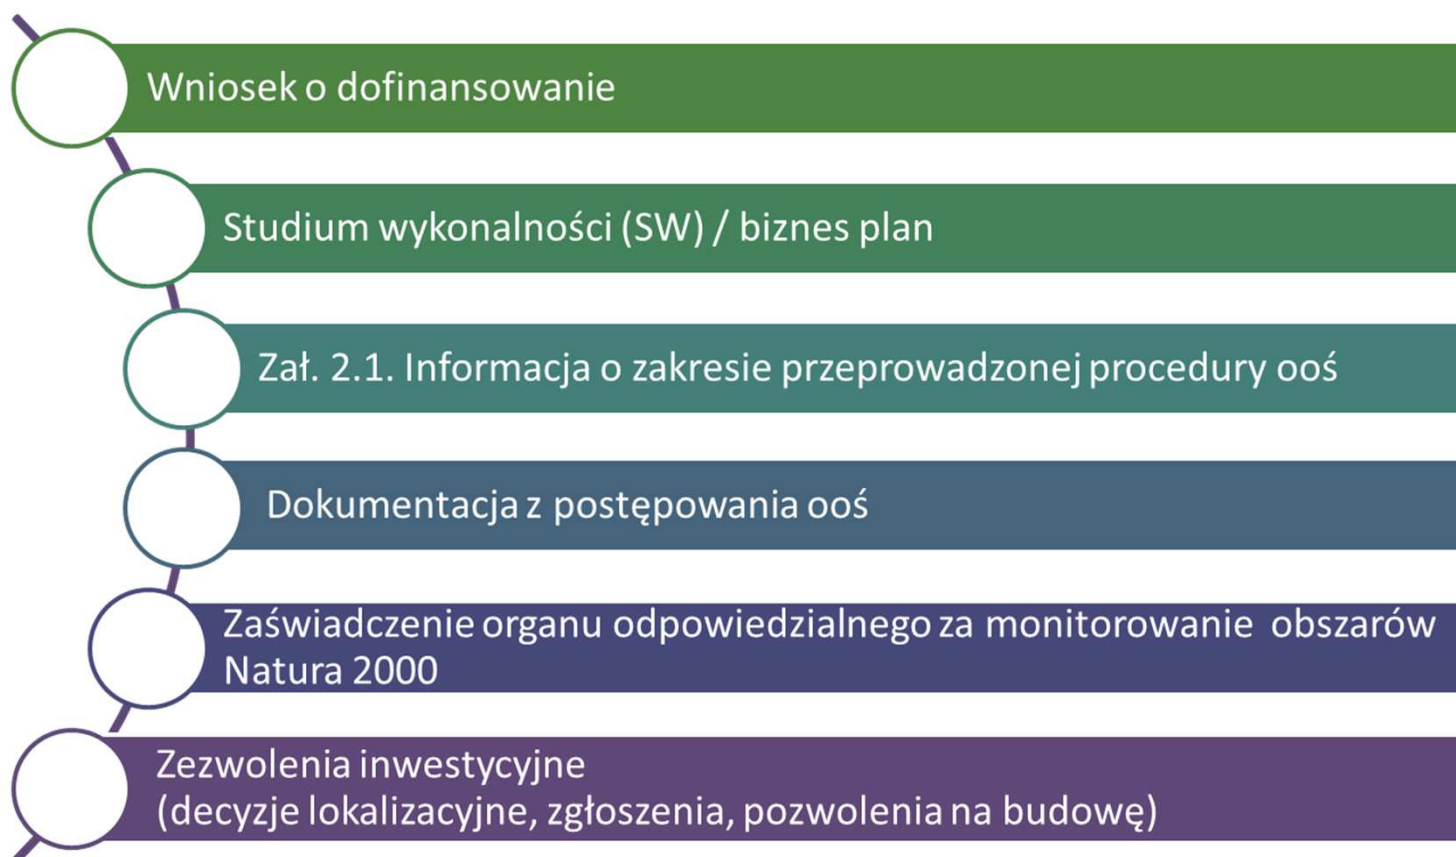 Wniosek o dofinansowanie
Studium wykonalności (SW) / biznes plan
Zał. 2.1. Informacja o zakresie przeprowadzonej procedury ooś
Dokumentacja z postępowania ooś
Zaświadczenie organu odpowiedzialnego za monitorowanie obszarów
Natura 2000
Zezwolenia inwestycyjne
(decyzje lokalizacyjne, zgłoszenia, pozwolenia na budowę)